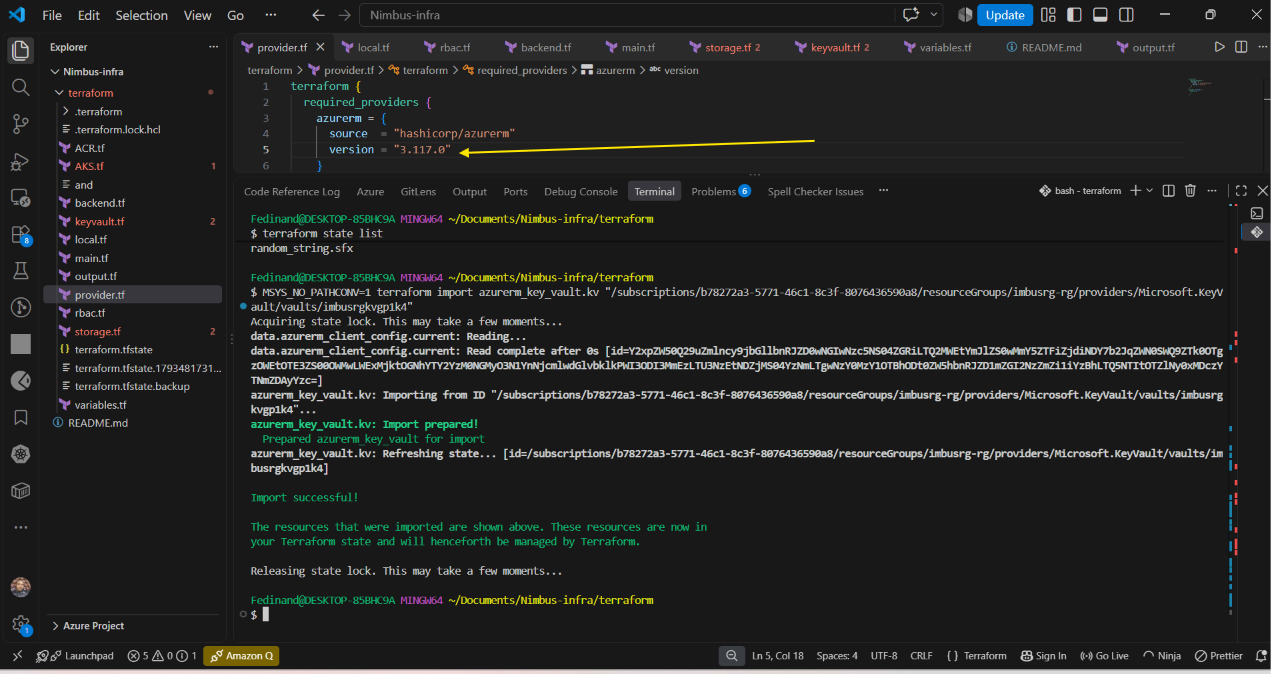 File Edit Selection View Go ··· Nimbus-infra Update
Explorer ···
Nimbus-infra
terraform
.terraform
.terraform.lock.hcl
ACR.tf
AKS.tf 1
and
backend.tf
keyvault.tf 2
local.tf
main.tf
output.tf
provider.tf
rbac.tf
storage.tf 2
terraform.tfstate
terraform.tfstate.1793481731...
terraform.tfstate.backup
variables.tf
README.md
Azure Project
8
1
provider.tf local.tf rbac.tf backend.tf main.tf storage.tf 2 keyvault.tf 2 variables.tf README.md output.tf
terraform > provider.tf > terraform > required_providers > azurerm > abc version
1 terraform {
2 required_providers {
3 azurerm = {
4 source = "hashicorp/azurerm"
5 version = "3.117.0"
6 }
Code Reference Log Azure GitLens Output Ports Debug Console Terminal Problems 6 Spell Checker Issues ··· bash - terraform
Fedinand@DESKTOP-85BHC9A MINGW64 ~/Documents/Nimbus-infra/terraform
$ terraform state list
random_string.sfx
Fedinand@DESKTOP-85BHC9A MINGW64 ~/Documents/Nimbus-infra/terraform
$ MSYS_NO_PATHCONV=1 terraform import azurerm_key_vault.kv "/subscriptions/b78272a3-5771-46c1-8c3f-8076436590a8/resourceGroups/imbusrg-rg/providers/Microsoft.KeyV
ault/vaults/imbusrgkvgp1k4"
Acquiring state lock. This may take a few moments...
data.azurerm_client_config.current: Reading...
data.azurerm_client_config.current: Read complete after 0s
azurerm_key_vault.kv: Importing from ID "/subscriptions/b78272a3-5771-46c1-8c3f-8076436590a8/resourceGroups/imbusrg-rg/providers/Microsoft.KeyVault/vaults/imbusrg
kvgp1k4"...
azurerm_key_vault.kv: Import prepared!
Prepared azurerm_key_vault for import
azurerm_key_vault.kv: Refreshing state... [id=/subscriptions/b78272a3-5771-46c1-8c3f-8076436590a8/resourceGroups/imbusrg-rg/providers/Microsoft.KeyVault/vaults/im
busrgkvgp1k4]
Import successful!
The resources that were imported are shown above. These resources are now in
your Terraform state and will henceforth be managed by Terraform.
Releasing state lock. This may take a few moments...
Fedinand@DESKTOP-85BHC9A MINGW64 ~/Documents/Nimbus-infra/terraform
$
Launchpad 5 0 1 Amazon Q Ln 5, Col 18 Spaces: 4 UTF-8 CRLF { } Terraform Sign In Go Live Ninja Prettier